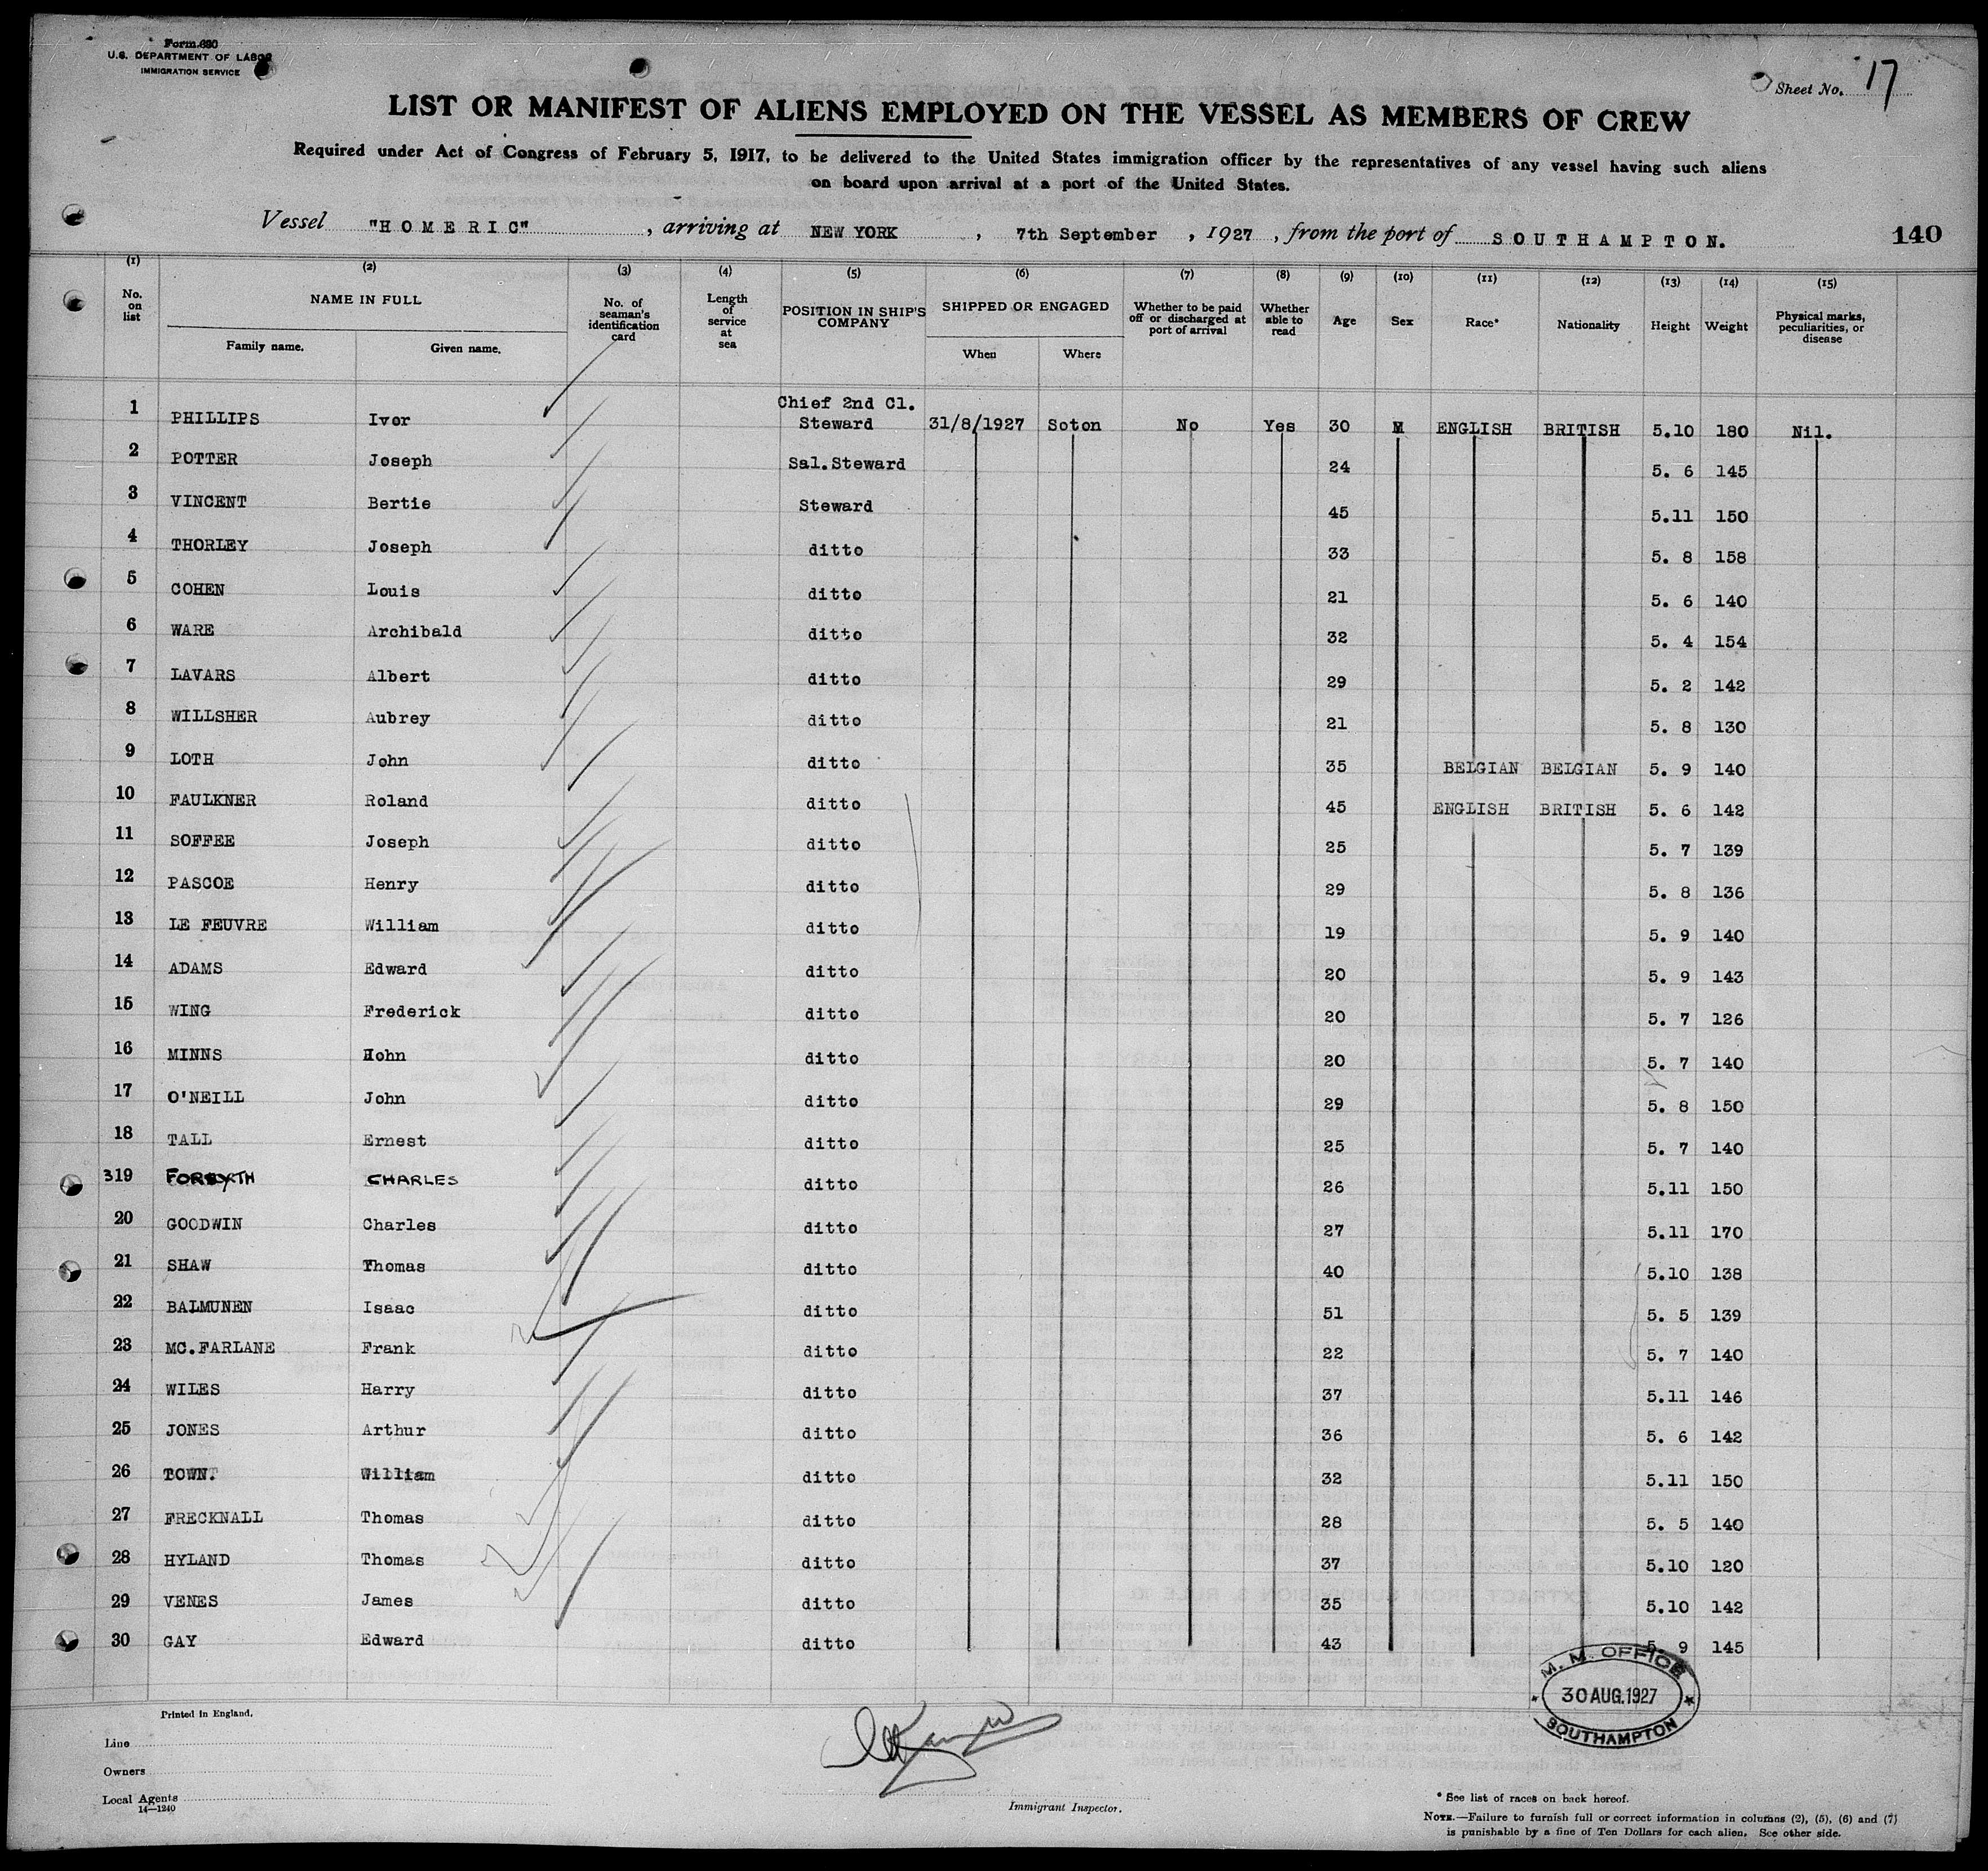 Form 680
U.S. DEPARTMENT OF LABOR
IMMIGRATION SERVICE
Sheet No. 17
LIST OR MANIFEST OF ALIENS EMPLOYED ON THE VESSEL AS MEMBERS OF CREW
Required under Act of Congress of February 5, 1917, to be delivered to the United States immigration officer by the representatives of any vessel having such aliens
on board upon arrival at a port of the United States.
Vessel "HOMERIC", arriving at NEW YORK, 7th September, 1927, from the port of SOUTHAMPTON. 140
(1) (2) (3) (4) (5) (6) (7) (8) (9) (10) (11) (12) (13) (14) (15)
No. on list NAME IN FULL Family name. Given name. No. of seaman's identification card Length of service at sea POSITION IN SHIP'S COMPANY SHIPPED OR ENGAGED When Where Whether to be paid off or discharged at port of arrival Whether able to read Age Sex Race* Nationality Height Weight Physical marks, peculiarities, or disease
1 PHILLIPS Ivor Chief 2nd Cl. Steward 31/8/1927 Soton No Yes 30 M ENGLISH BRITISH 5.10 180 Nil.
2 POTTER Joseph Sal.Steward 24 5. 6 145
3 VINCENT Bertie Steward 45 5.11 150
4 THORLEY Joseph ditto 33 5. 8 158
5 COHEN Louis ditto 21 5. 6 140
6 WARE Archibald ditto 32 5. 4 154
7 LAVARS Albert ditto 29 5. 2 142
8 WILLSHER Aubrey ditto 21 5. 8 130
9 LOTH John ditto 35 BELGIAN BELGIAN 5. 9 140
10 FAULKNER Roland ditto 45 ENGLISH BRITISH 5. 6 142
11 SOFFEE Joseph ditto 25 5. 7 139
12 PASCOE Henry ditto 29 5. 8 136
13 LE FEUVRE William ditto 19 5. 9 140
14 ADAMS Edward ditto 20 5. 9 143
15 WING Frederick ditto 20 5. 7 126
16 MINNS Hohn ditto 20 5. 7 140
17 O'NEILL John ditto 29 5. 8 150
18 TALL Ernest ditto 25 5. 7 140
319 FORSYTH CHARLES ditto 26 5.11 150
20 GOODWIN Charles ditto 27 5.11 170
21 SHAW Thomas ditto 40 5.10 138
22 BALMUNEN Isaac ditto 51 5. 5 139
23 MC.FARLANE Frank ditto 22 5. 7 140
24 WILES Harry ditto 37 5.11 146
25 JONES Arthur ditto 36 5. 6 142
26 TOWN. William ditto 32 5.11 150
27 FRECKNALL Thomas ditto 28 5. 5 140
28 HYLAND Thomas ditto 37 5.10 120
29 VENES James ditto 35 5.10 142
30 GAY Edward ditto 43 5. 9 145
M. M. OFFICE
30 AUG. 1927
SOUTHAMPTON
Printed in England.
Line
Owners
Local Agents
14—1240
Immigrant Inspector.
* See list of races on back hereof.
NOTE.—Failure to furnish full or correct information in columns (2), (5), (6) and (7)
is punishable by a fine of Ten Dollars for each alien. See other side.